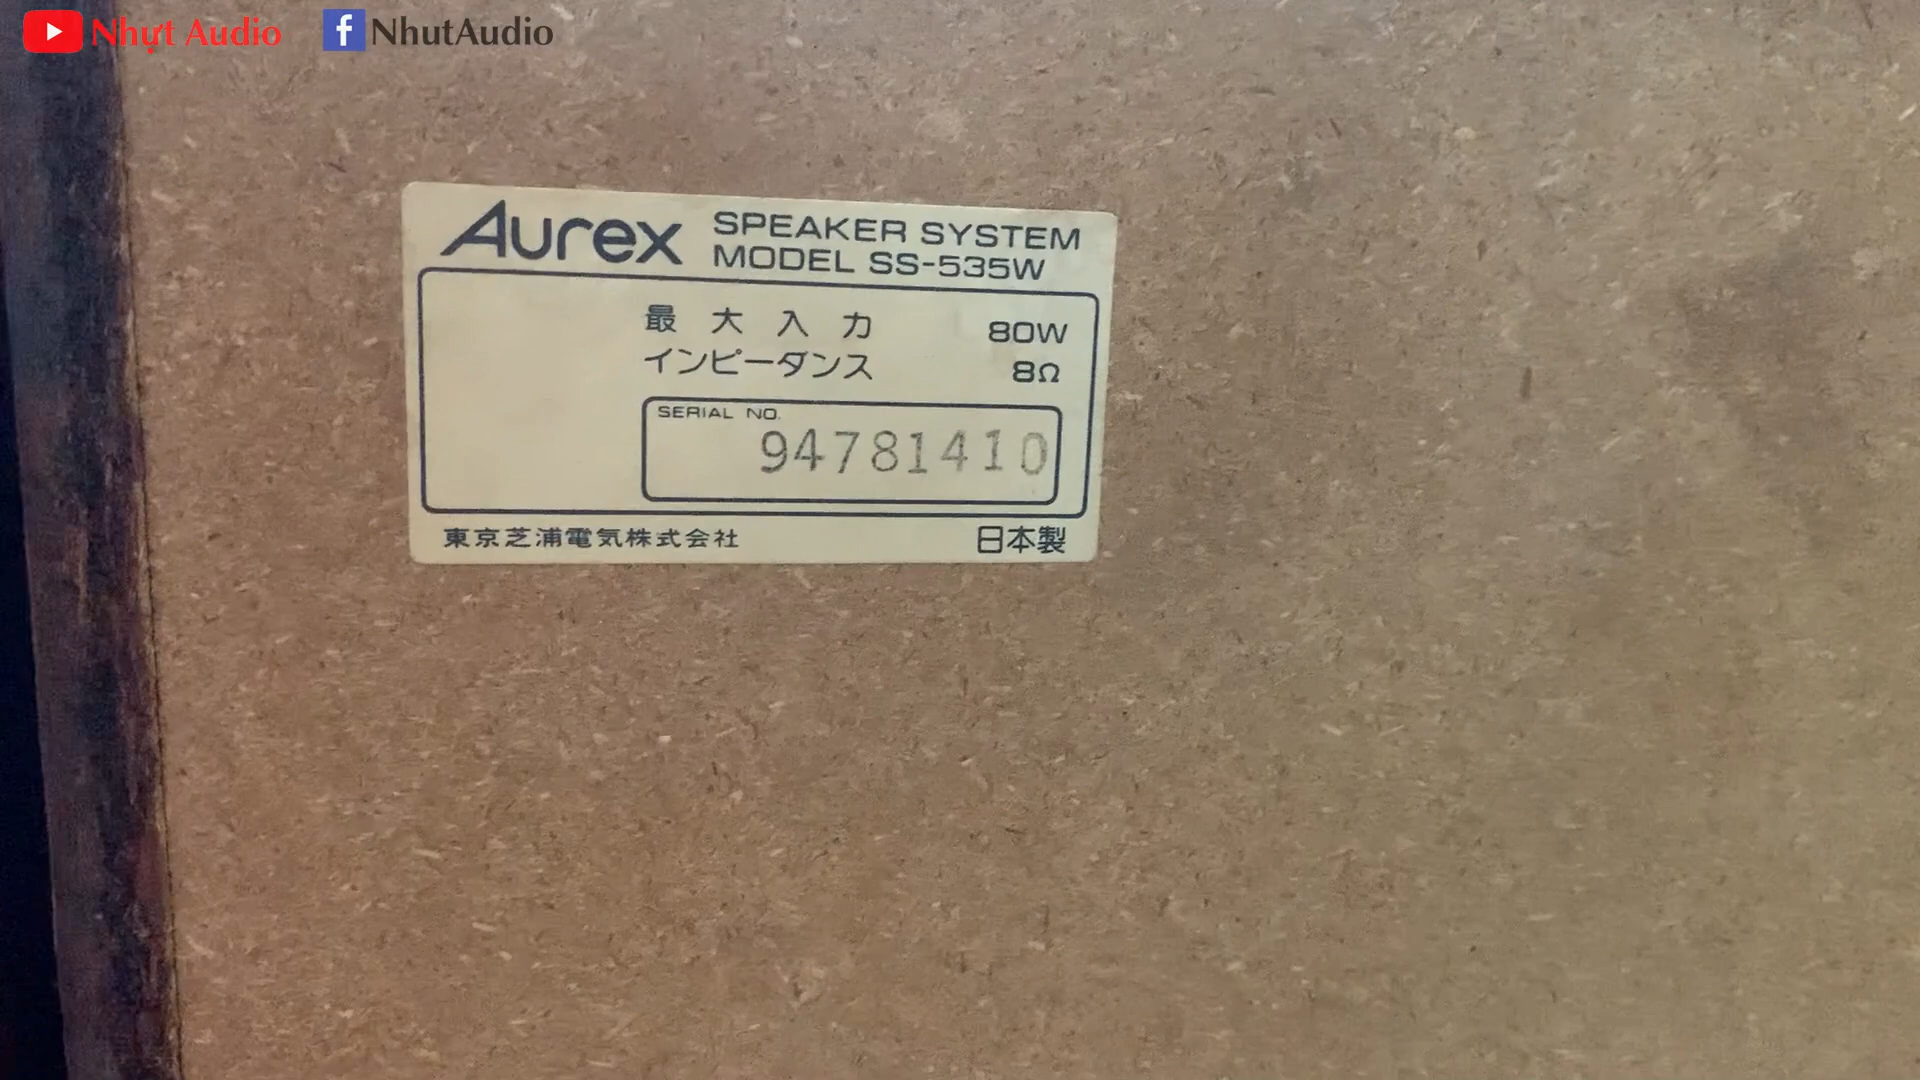 Nhựt Audio
NhutAudio
Aurex
SPEAKER SYSTEM
MODEL SS-535W
最大入力 80W
インピーダンス 8Ω
SERIAL NO.
94781410
東京芝浦電気株式会社 日本製